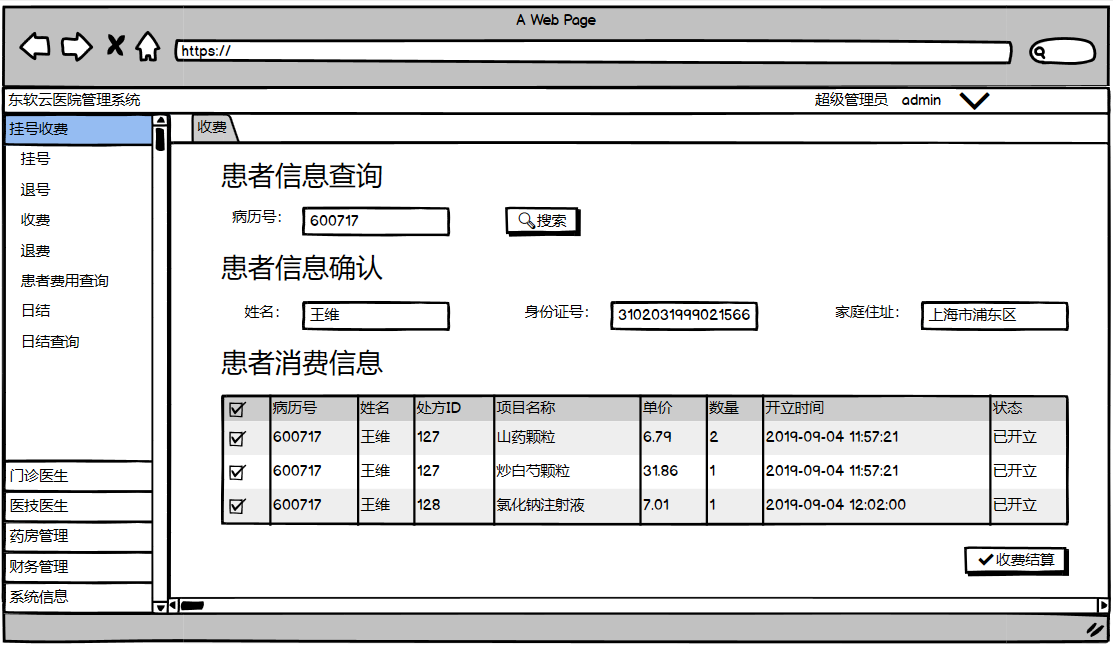 A Web Page
https://
东软云医院管理系统 超级管理员 admin
挂号收费
挂号
退号
收费
退费
患者费用查询
日结
日结查询
门诊医生
医技医生
药房管理
财务管理
系统信息
收费
患者信息查询
病历号： 600717 搜索
患者信息确认
姓名： 王维 身份证号： 3102031999021566 家庭住址： 上海市浦东区
患者消费信息
病历号 姓名 处方ID 项目名称 单价 数量 开立时间 状态
600717 王维 127 山药颗粒 6.79 2 2019-09-04 11:57:21 已开立
600717 王维 127 炒白芍颗粒 31.86 1 2019-09-04 11:57:21 已开立
600717 王维 128 氯化钠注射液 7.01 1 2019-09-04 12:02:00 已开立
收费结算